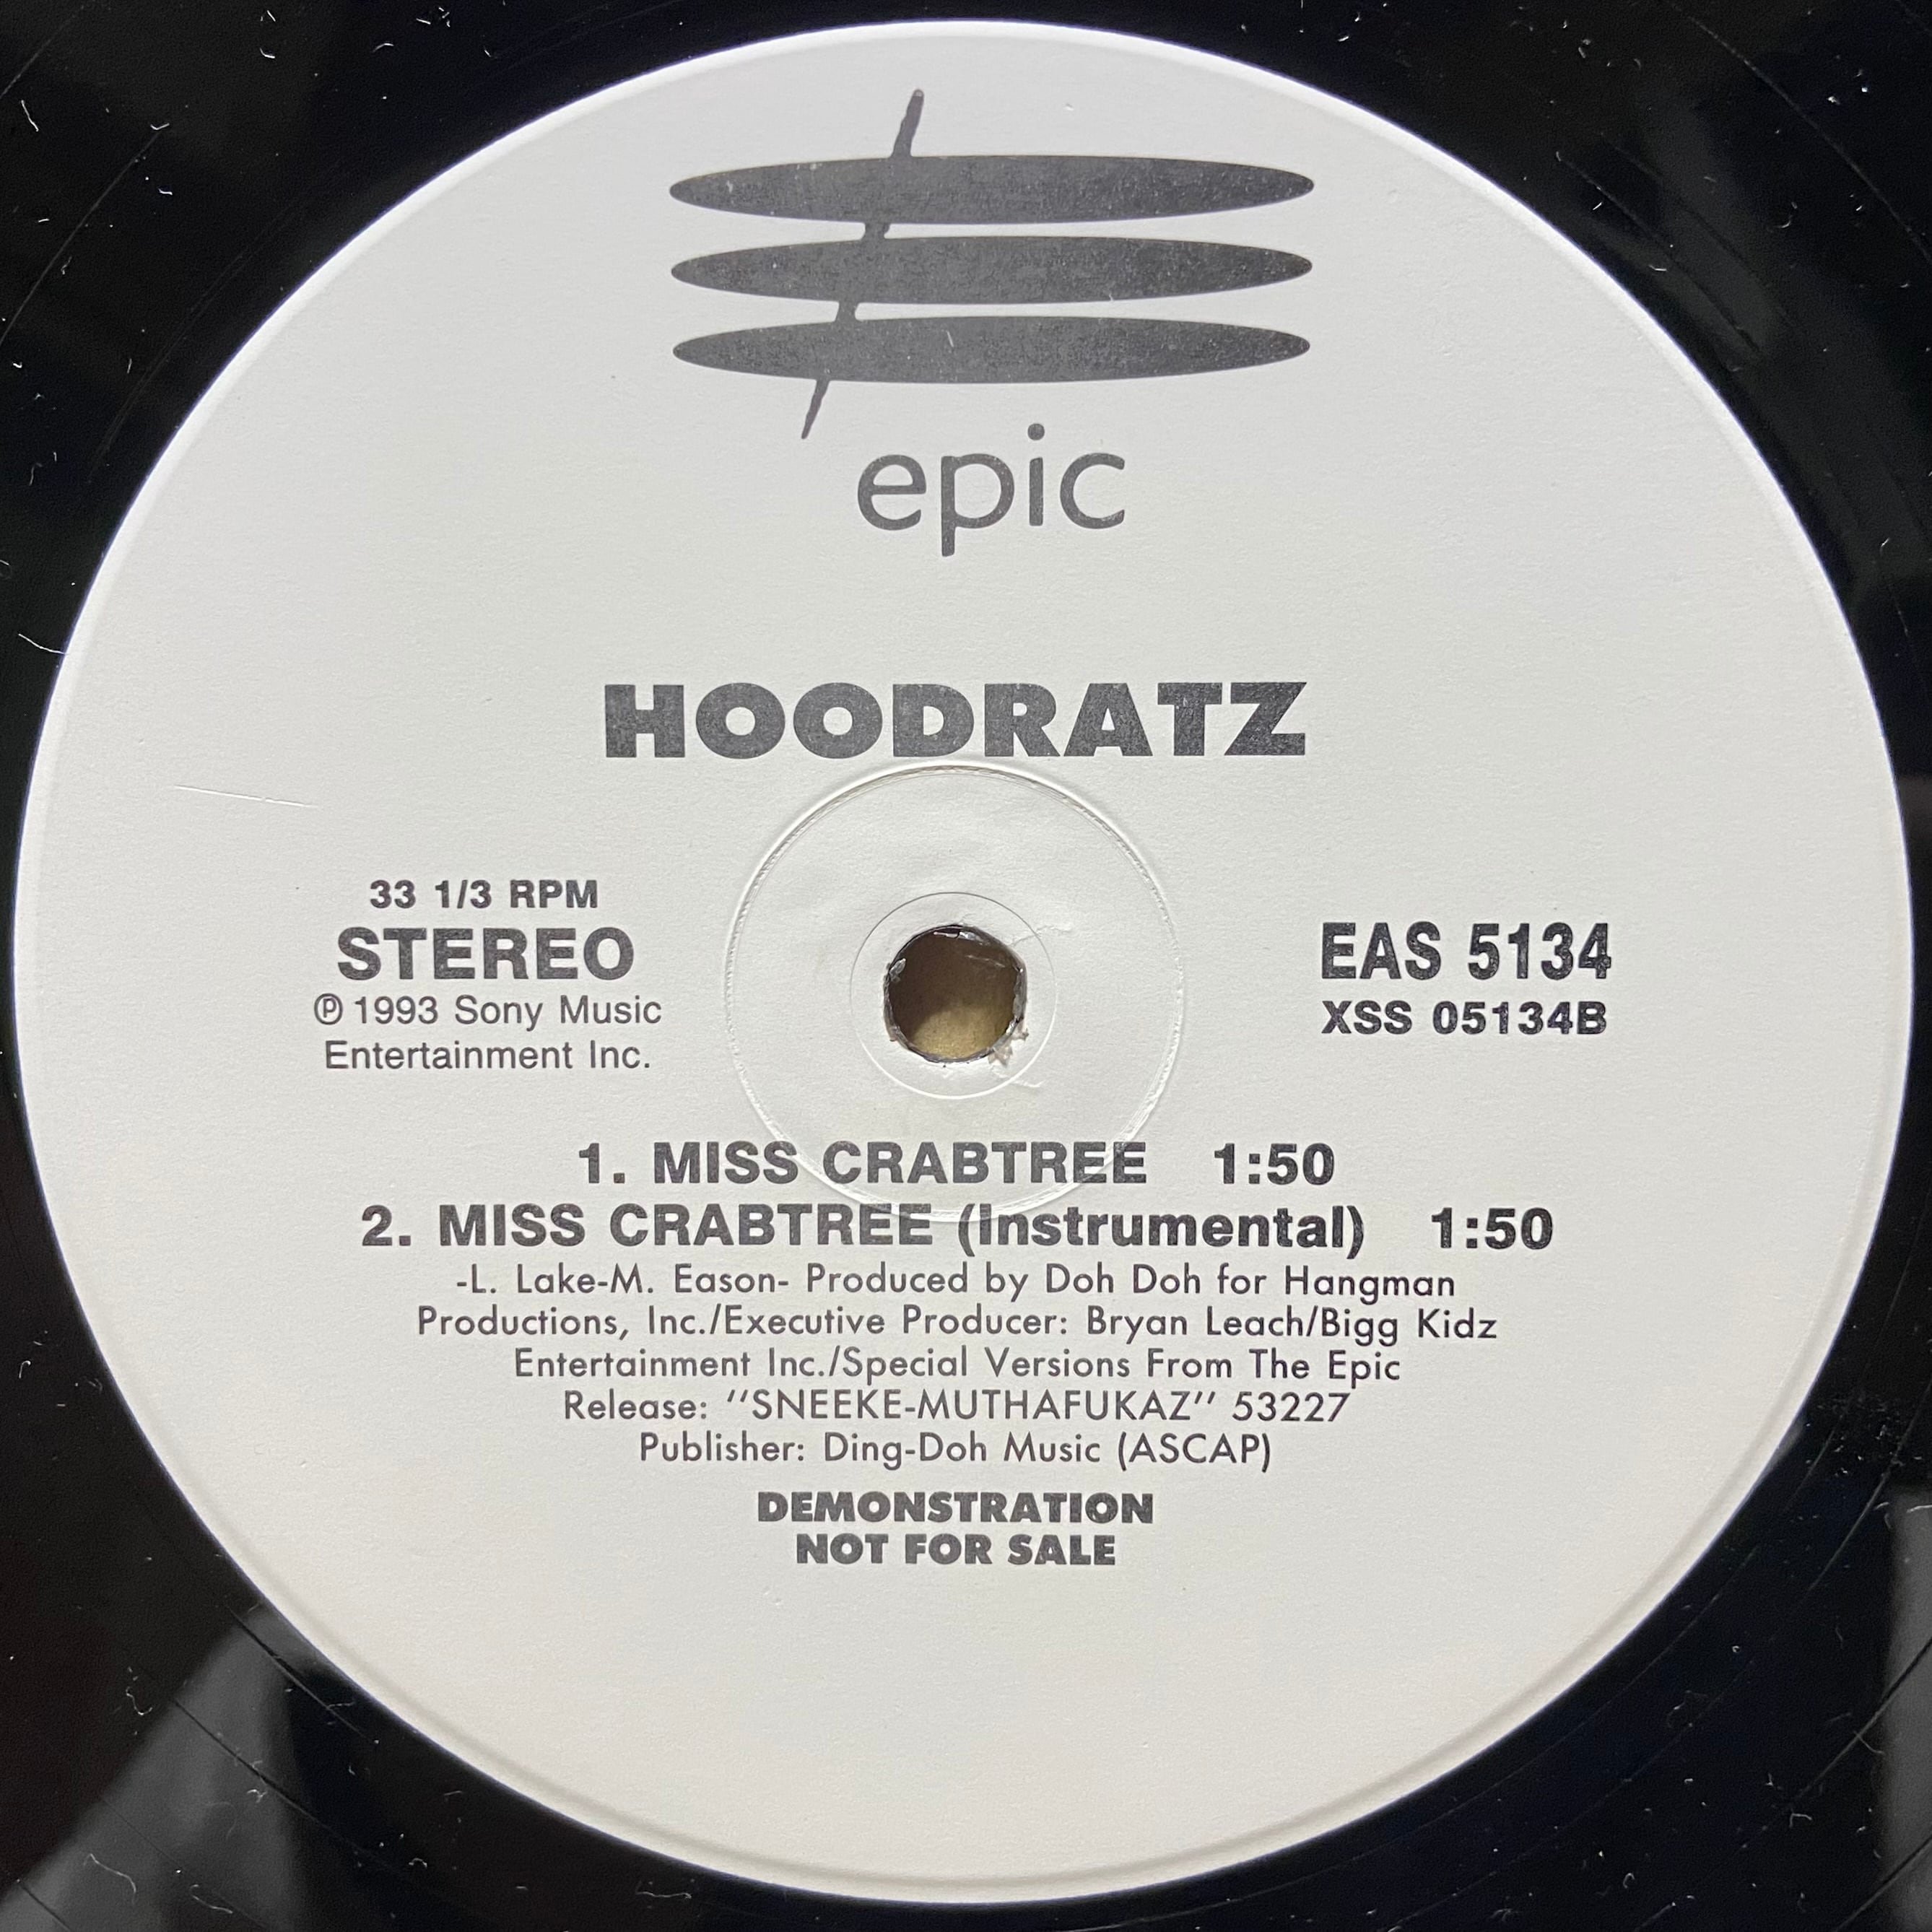 epic
HOODRATZ
33 1/3 RPM
STEREO
℗ 1993 Sony Music
Entertainment Inc.
EAS 5134
XSS 05134B
1. MISS CRABTREE 1:50
2. MISS CRABTREE (Instrumental) 1:50
-L. Lake-M. Eason- Produced by Doh Doh for Hangman
Productions, Inc./Executive Producer: Bryan Leach/Bigg Kidz
Entertainment Inc./Special Versions From The Epic
Release: "SNEEKE-MUTHAFUKAZ" 53227
Publisher: Ding-Doh Music (ASCAP)
DEMONSTRATION
NOT FOR SALE